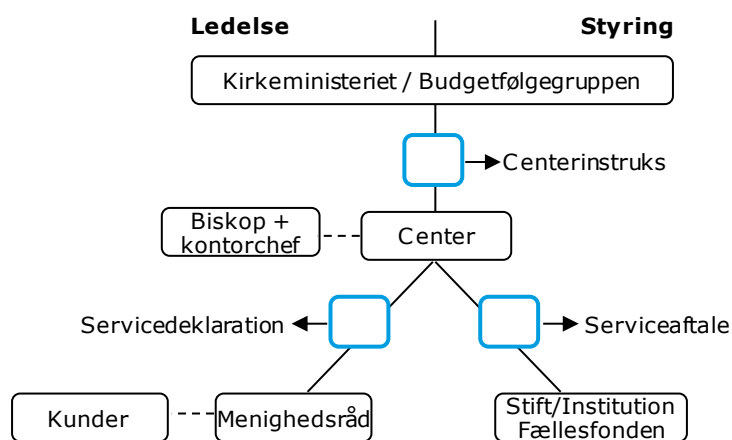 Ledelse
Styring
Kirkeministeriet / Budgetfølgegruppen
Centerinstruks
Biskop +
kontorchef
Center
Servicedeklaration
Serviceaftale
Kunder
Menighedsråd
Stift/Institution
Fællesfonden